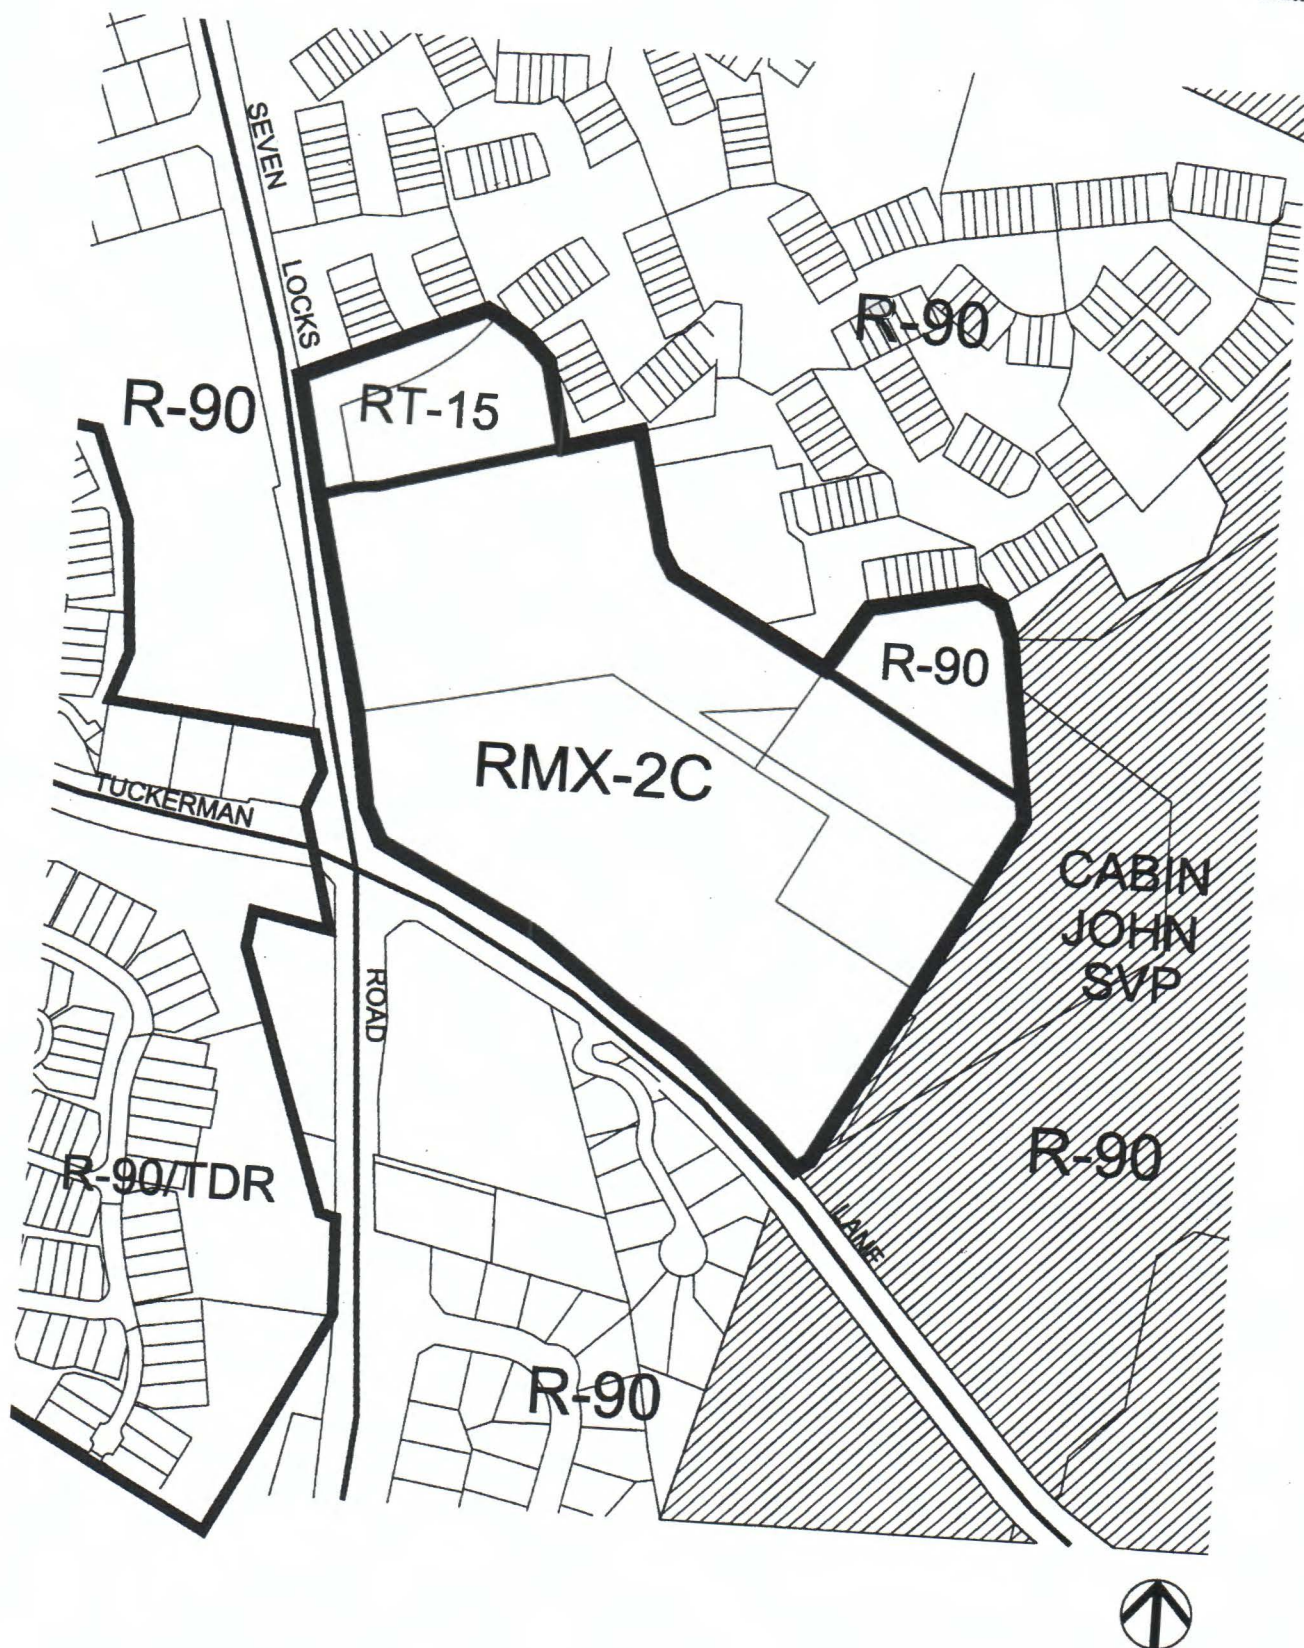 SEVEN
LOCKS
R-90
R-90
RT-15
R-90
RMX-2C
TUCKERMAN
CABIN
JOHN
SVP
ROAD
R-90/TDR
R-90
LANE
R-90